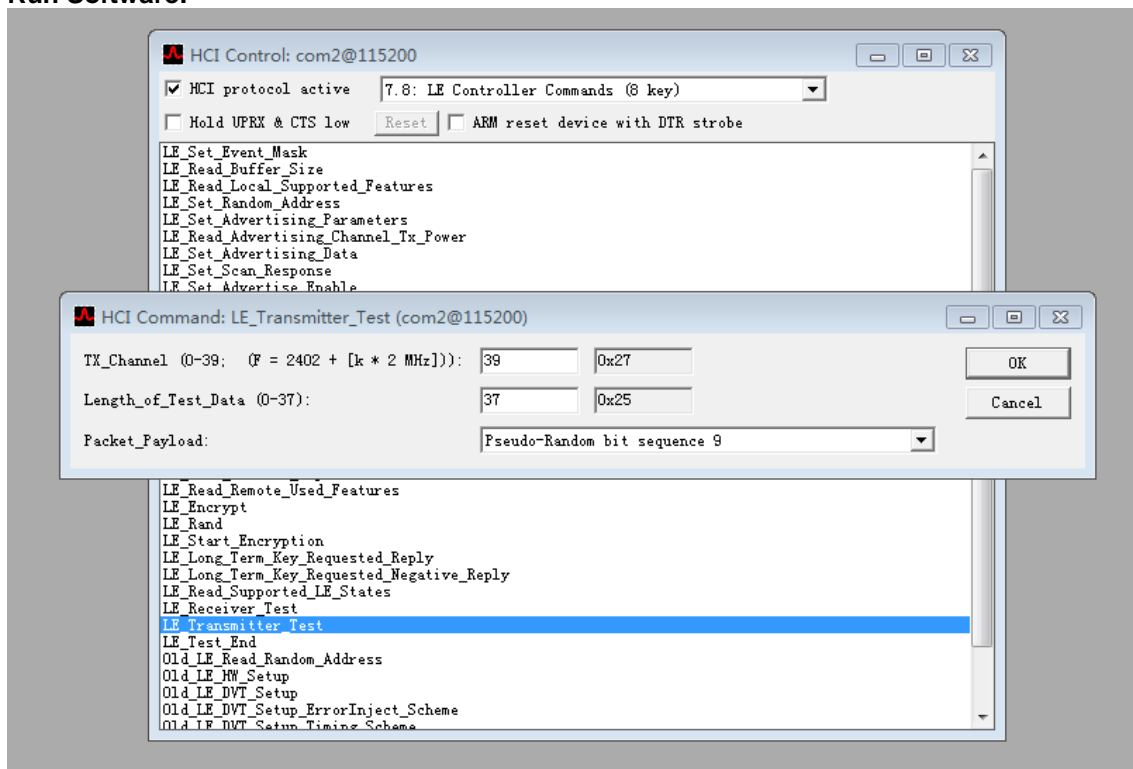 Run Software:
HCI Control: com2@115200
HCI protocol active 7.8: LE Controller Commands (8 key)
Hold UPRX & CTS low Reset ARM reset device with DTR strobe
LE_Set_Event_Mask
LE_Read_Buffer_Size
LE_Read_Local_Supported_Features
LE_Set_Random_Address
LE_Set_Advertising_Parameters
LE_Read_Advertising_Channel_Tx_Power
LE_Set_Advertising_Data
LE_Set_Scan_Response
LE_Set_Advertise_Enable
HCI Command: LE_Transmitter_Test (com2@115200)
TX_Channel (0-39; (F = 2402 + [k * 2 MHz])): 39 0x27 OK
Length_of_Test_Data (0-37): 37 0x25 Cancel
Packet_Payload: Pseudo-Random bit sequence 9
LE_Read_Remote_Used_Features
LE_Encrypt
LE_Rand
LE_Start_Encryption
LE_Long_Term_Key_Requested_Reply
LE_Long_Term_Key_Requested_Negative_Reply
LE_Read_Supported_LE_States
LE_Receiver_Test
LE_Transmitter_Test
LE_Test_End
Old_LE_Read_Random_Address
Old_LE_HW_Setup
Old_LE_DVT_Setup
Old_LE_DVT_Setup_ErrorInject_Scheme
Old_LE_DVT_Setup_Timing_Scheme